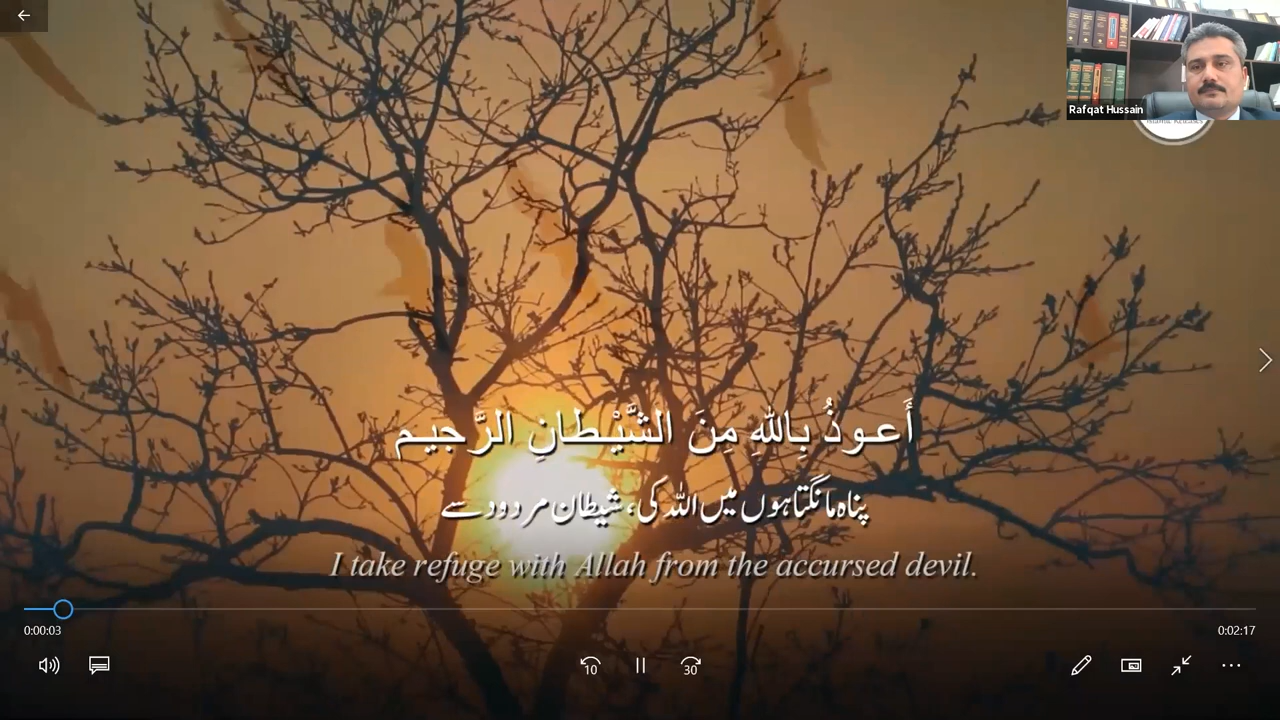 Rafqat Hussain
أَعوذُ بِاللهِ مِنَ الشَّيْطانِ الرَّجيم
پناہ مانگتا ہوں میں اللہ کی، شیطان مردود سے
I take refuge with Allah from the accursed devil.
0:00:03
0:02:17
10
30